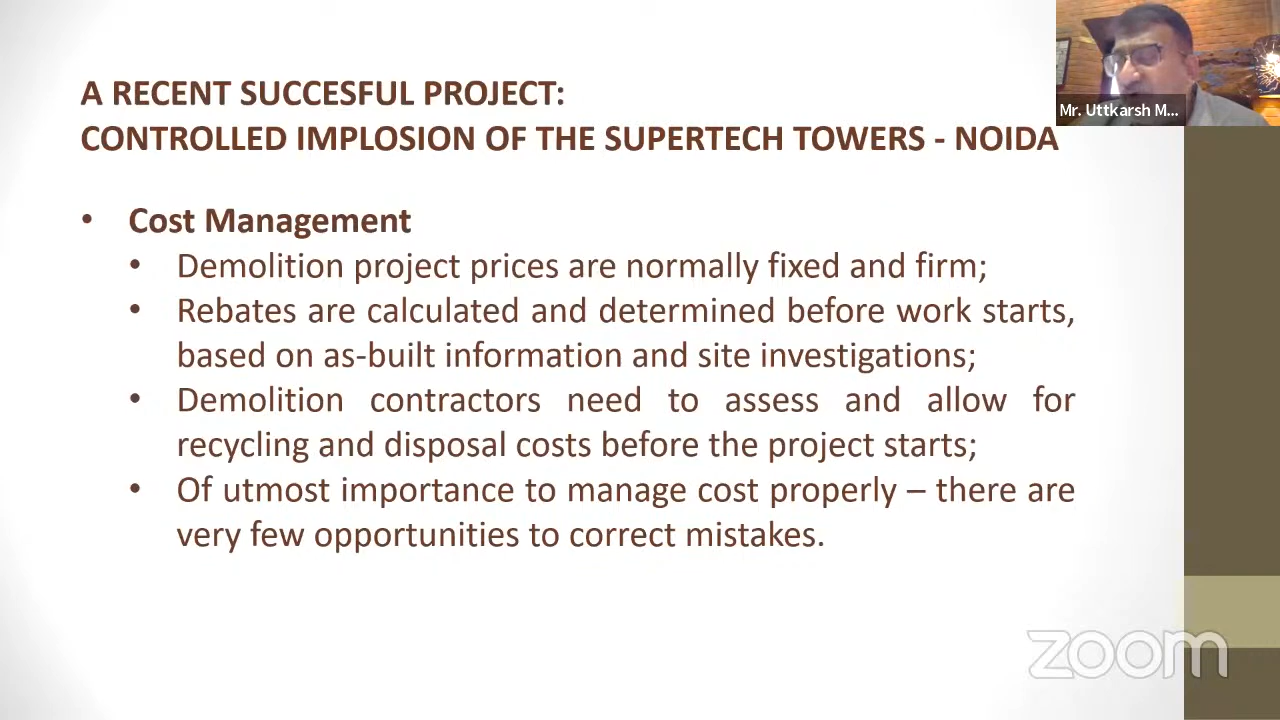 A RECENT SUCCESFUL PROJECT:
CONTROLLED IMPLOSION OF THE SUPERTECH TOWERS - NOIDA
Mr. Uttkarsh M...
• Cost Management
• Demolition project prices are normally fixed and firm;
• Rebates are calculated and determined before work starts,
based on as-built information and site investigations;
• Demolition contractors need to assess and allow for
recycling and disposal costs before the project starts;
• Of utmost importance to manage cost properly – there are
very few opportunities to correct mistakes.
zoom